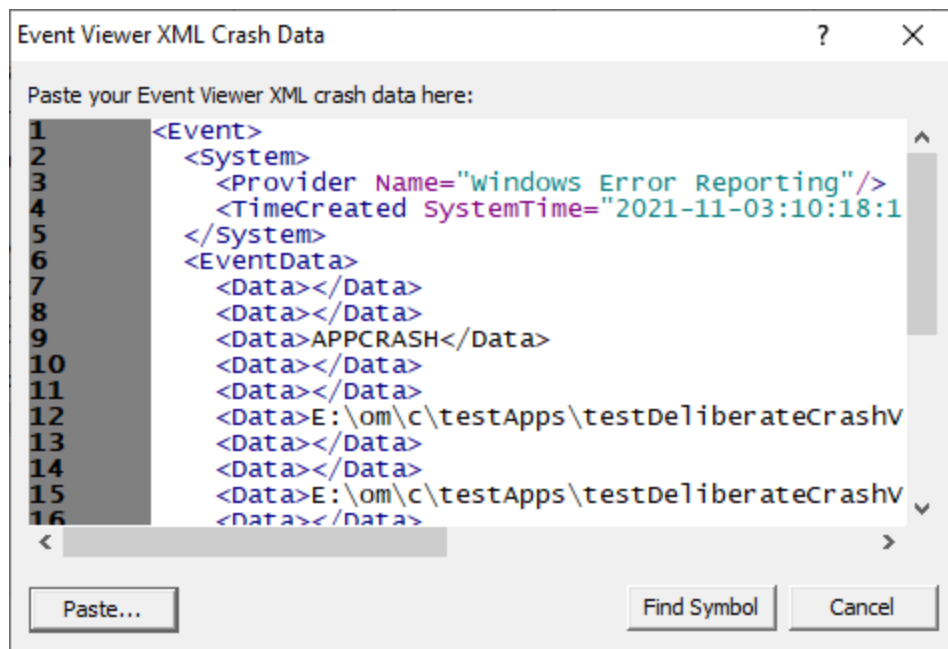 Event Viewer XML Crash Data ? ×
Paste your Event Viewer XML crash data here:
1 <Event>
2 <System>
3 <Provider Name="Windows Error Reporting"/>
4 <TimeCreated SystemTime="2021-11-03:10:18:1
5 </System>
6 <EventData>
7 <Data></Data>
8 <Data></Data>
9 <Data>APPCRASH</Data>
10 <Data></Data>
11 <Data></Data>
12 <Data>E:\om\c\testApps\testDeliberateCrashV
13 <Data></Data>
14 <Data></Data>
15 <Data>E:\om\c\testApps\testDeliberateCrashV
16 <Data></Data>
Paste... Find Symbol Cancel